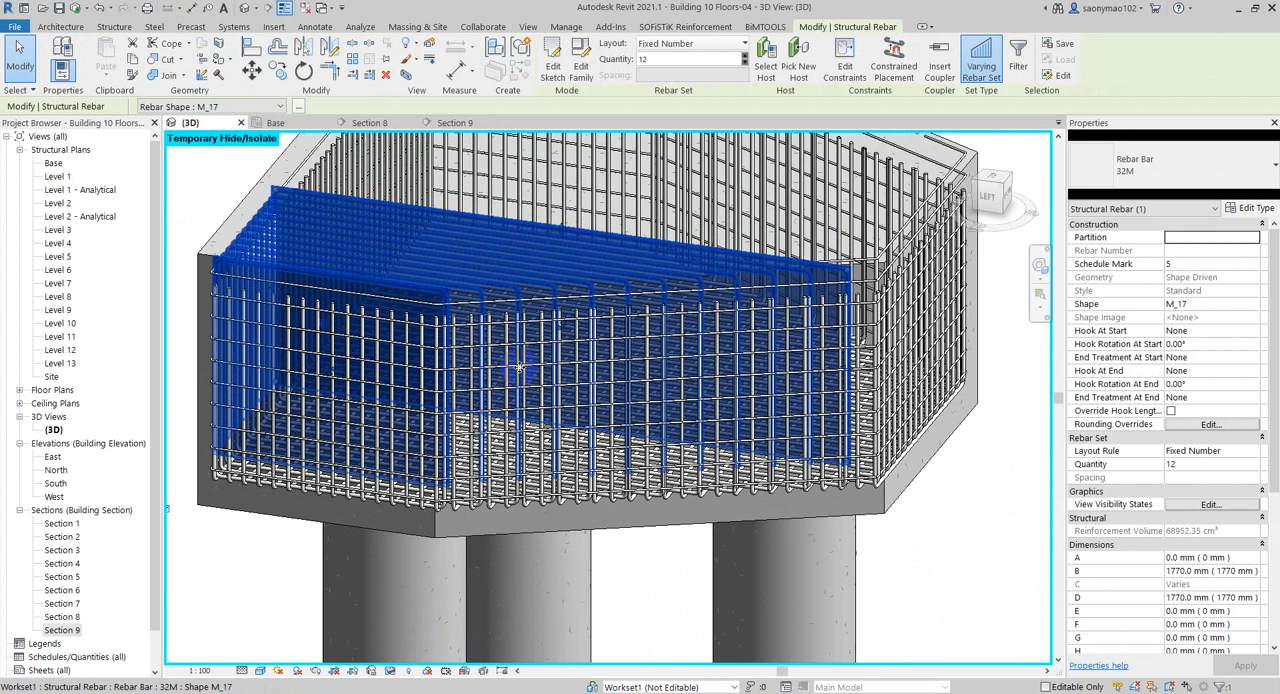 Autodesk Revit 2021.1 - Building 10 Floors-04 - 3D View: {3D}
saonymao102
File Architecture Structure Steel Precast Systems Insert Annotate Analyze Massing & Site Collaborate View Manage Add-Ins SOFiSTiK Reinforcement BiMTOOLS Modify | Structural Rebar
Modify
Paste
Cope
Cut
Join
Layout: Fixed Number
Quantity: 12
Spacing:
Edit Sketch
Edit Family
Select Host
Pick New Host
Edit Constraints
Constrained Placement
Insert Coupler
Varying Rebar Set
Filter
Save
Load
Edit
Select Properties Clipboard Geometry Modify View Measure Create Mode Rebar Set Host Constraints Coupler Set Type Selection
Modify | Structural Rebar
Rebar Shape : M_17
...
Project Browser - Building 10 Floors...
Views (all)
Structural Plans
Base
Level 1
Level 1 - Analytical
Level 2
Level 2 - Analytical
Level 3
Level 4
Level 5
Level 6
Level 7
Level 8
Level 9
Level 10
Level 11
Level 12
Level 13
Site
Floor Plans
Ceiling Plans
3D Views
{3D}
Elevations (Building Elevation)
East
North
South
West
Sections (Building Section)
Section 1
Section 2
Section 3
Section 4
Section 5
Section 6
Section 7
Section 8
Section 9
Legends
Schedules/Quantities (all)
Sheets (all)
{3D}
Base
Section 8
Section 9
Temporary Hide/Isolate
LEFT
Properties
Rebar Bar
32M
Structural Rebar (1)
Edit Type
Construction
Partition
Rebar Number
Schedule Mark 5
Geometry Shape Driven
Style Standard
Shape M_17
Shape Image <None>
Hook At Start None
Hook Rotation At Start 0.00°
End Treatment At Start None
Hook At End None
Hook Rotation At End 0.00°
End Treatment At End None
Override Hook Lengt...
Rounding Overrides Edit...
Rebar Set
Layout Rule Fixed Number
Quantity 12
Spacing
Graphics
View Visibility States Edit...
Structural
Reinforcement Volume 68952.35 cm³
Dimensions
A 0.0 mm ( 0 mm )
B 1770.0 mm ( 1770 mm )
C Varies
D 1770.0 mm ( 1770 mm )
E 0.0 mm ( 0 mm )
F 0.0 mm ( 0 mm )
G 0.0 mm ( 0 mm )
H 0.0 mm ( 0 mm )
Properties help
Apply
1 : 100
Workset1 : Structural Rebar : Rebar Bar : 32M : Shape M_17
Workset1 (Not Editable)
:0
Main Model
Editable Only
:1